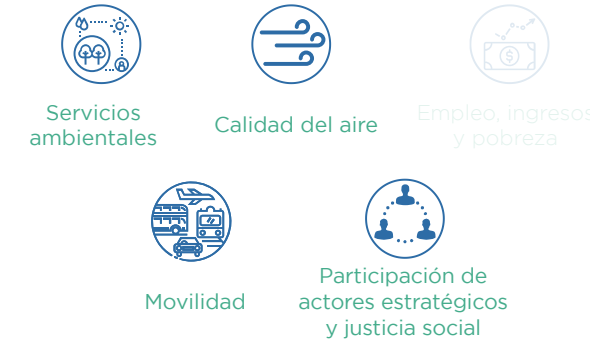 Servicios
ambientales
Calidad del aire
Empleo, ingresos
y pobreza
$
Movilidad
Participación de
actores estratégicos
y justicia social